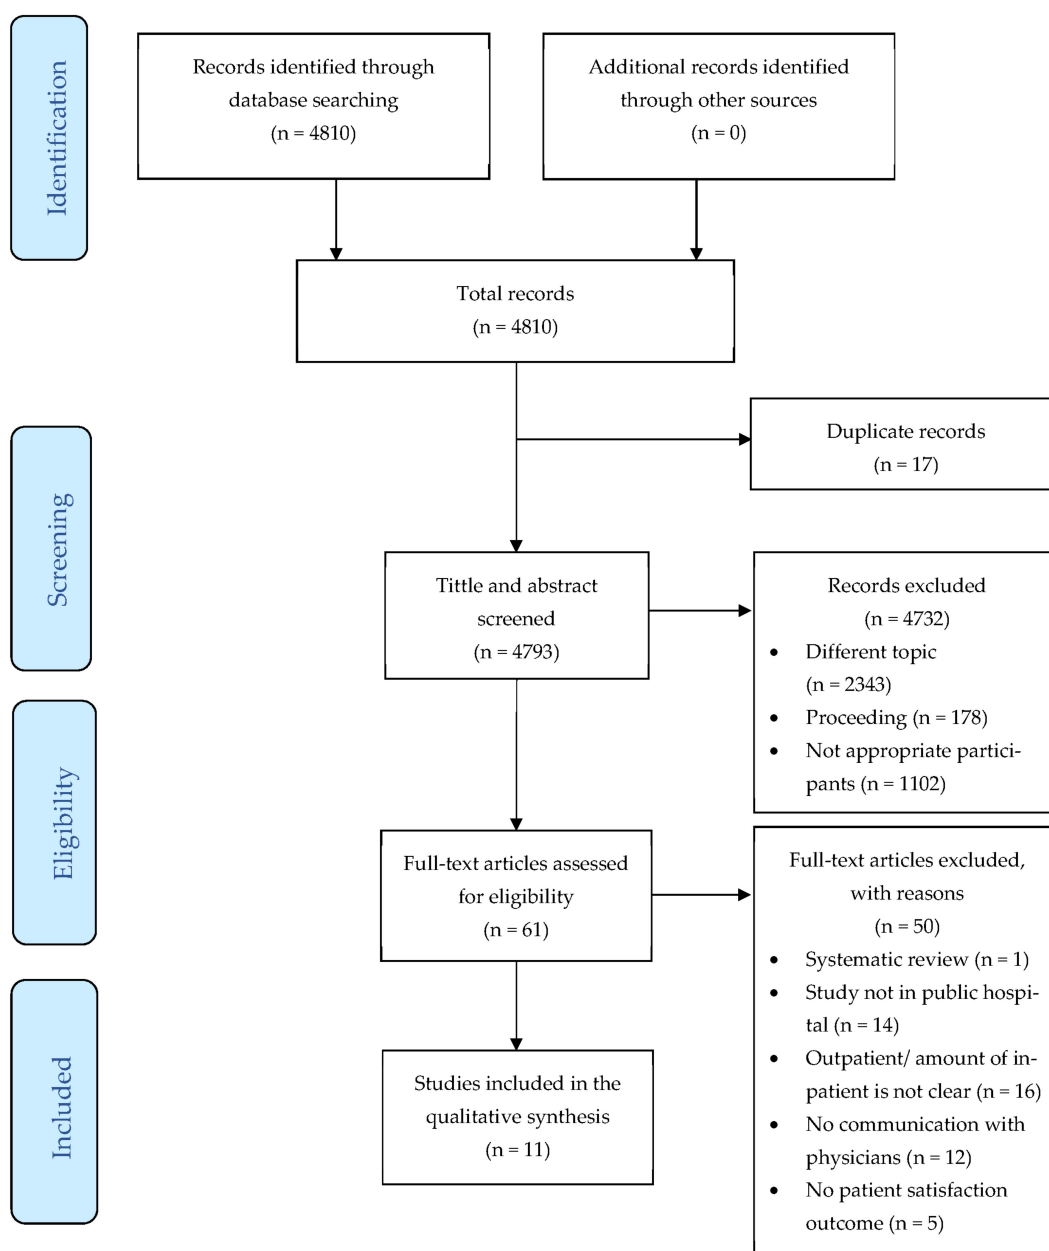 Identification
Records identified through
database searching
(n = 4810)
Additional records identified
through other sources
(n = 0)
Total records
(n = 4810)
Duplicate records
(n = 17)
Screening
Tittle and abstract
screened
(n = 4793)
Records excluded
(n = 4732)
• Different topic
(n = 2343)
• Proceeding (n = 178)
• Not appropriate partici-
pants (n = 1102)
Eligibility
Full-text articles assessed
for eligibility
(n = 61)
Full-text articles excluded,
with reasons
(n = 50)
• Systematic review (n = 1)
• Study not in public hospi-
tal (n = 14)
• Outpatient/ amount of in-
patient is not clear (n = 16)
• No communication with
physicians (n = 12)
• No patient satisfaction
outcome (n = 5)
Included
Studies included in the
qualitative synthesis
(n = 11)